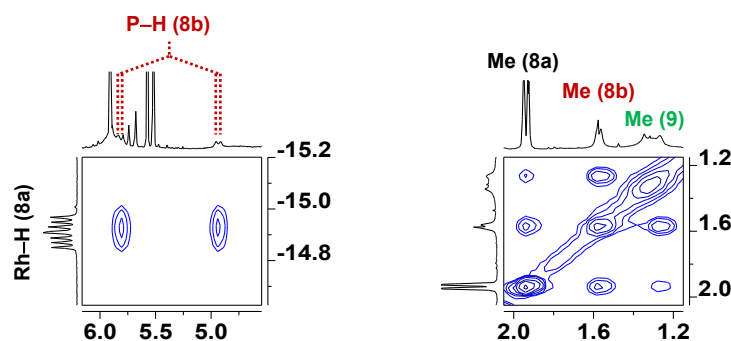 P–H (8b)
-15.2
-15.0
-14.8
Rh–H (8a)
6.0 5.5 5.0
Me (8a)
Me (8b)
Me (9)
1.2
1.6
2.0
2.0 1.6 1.2